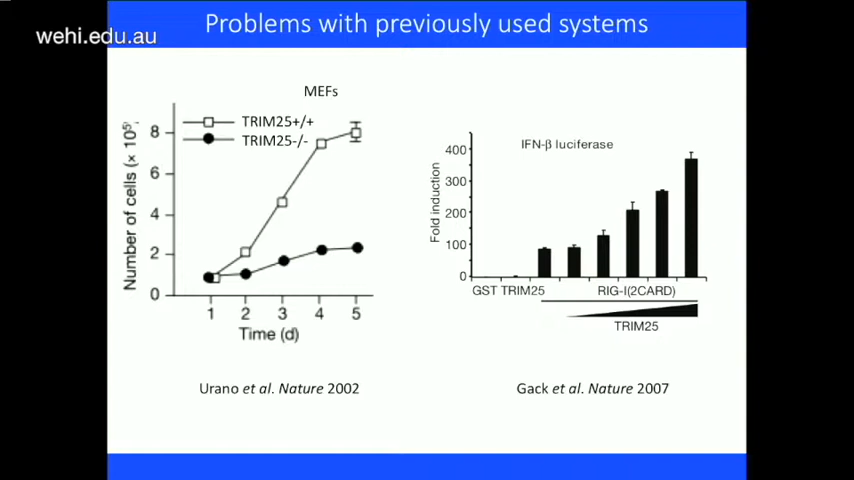 Problems with previously used systems
wehi.edu.au
MEFs
TRIM25+/+
TRIM25-/-
Number of cells (× 10⁵)
8
6
4
2
0
1 2 3 4 5
Time (d)
Urano et al. Nature 2002
IFN-β luciferase
Fold induction
400
300
200
100
0
GST TRIM25 RIG-I(2CARD)
TRIM25
Gack et al. Nature 2007